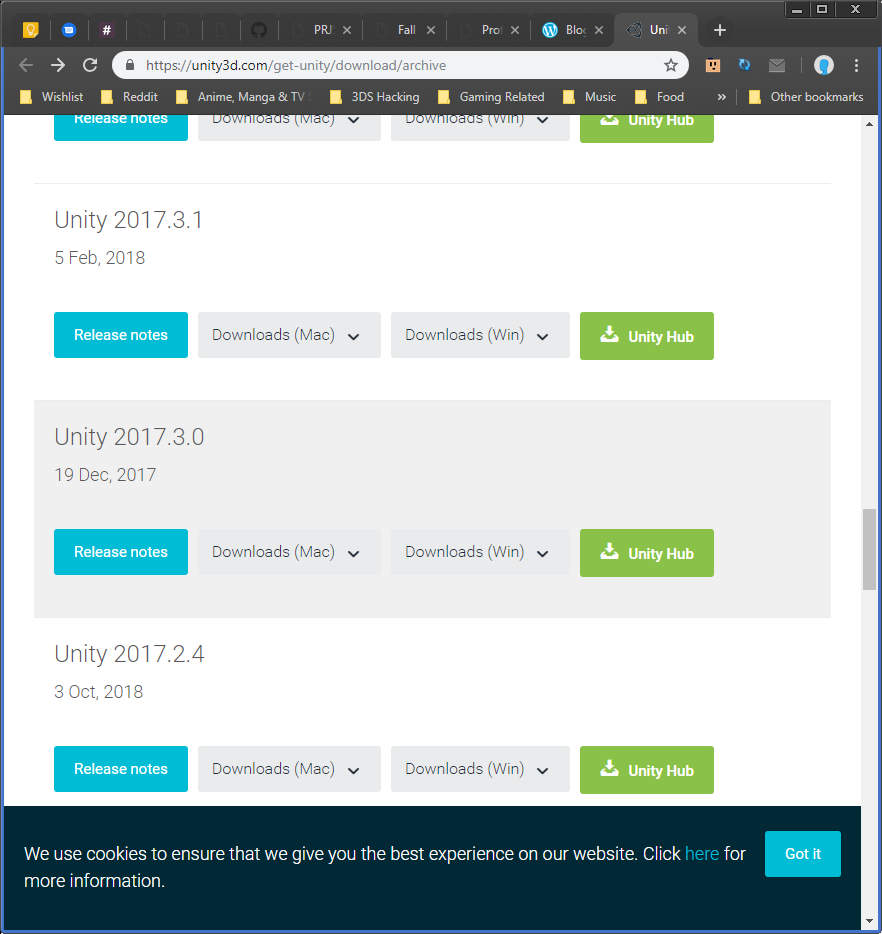 PRJ
Fall
Prof
Blog
Unit
https://unity3d.com/get-unity/download/archive
Wishlist
Reddit
Anime, Manga & TV
3DS Hacking
Gaming Related
Music
Food
»
Other bookmarks
Release notes
Downloads (Mac)
Downloads (Win)
Unity Hub
Unity 2017.3.1
5 Feb, 2018
Release notes
Downloads (Mac)
Downloads (Win)
Unity Hub
Unity 2017.3.0
19 Dec, 2017
Release notes
Downloads (Mac)
Downloads (Win)
Unity Hub
Unity 2017.2.4
3 Oct, 2018
Release notes
Downloads (Mac)
Downloads (Win)
Unity Hub
We use cookies to ensure that we give you the best experience on our website. Click here for
more information.
Got it